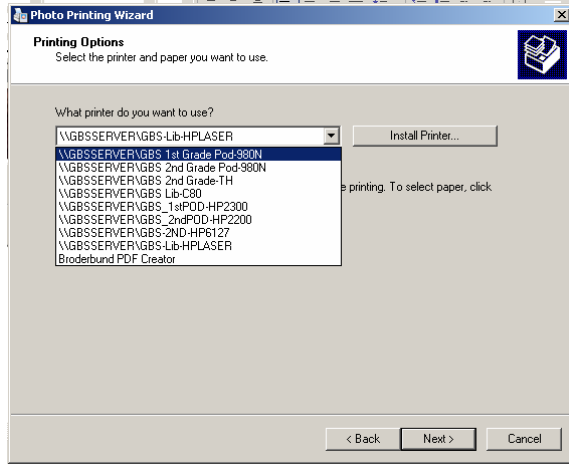 Photo Printing Wizard
Printing Options
Select the printer and paper you want to use.
What printer do you want to use?
\\GBSSERVER\GBS-Lib-HPLASER
Install Printer...
\\GBSSERVER\GBS 1st Grade Pod-980N
\\GBSSERVER\GBS 2nd Grade Pod-980N
\\GBSSERVER\GBS 2nd Grade-TH
e printing. To select paper, click
\\GBSSERVER\GBS Lib-C80
\\GBSSERVER\GBS_1stPOD-HP2300
\\GBSSERVER\GBS_2ndPOD-HP2200
\\GBSSERVER\GBS-2ND-HP6127
\\GBSSERVER\GBS-Lib-HPLASER
Broderbund PDF Creator
< Back
Next >
Cancel